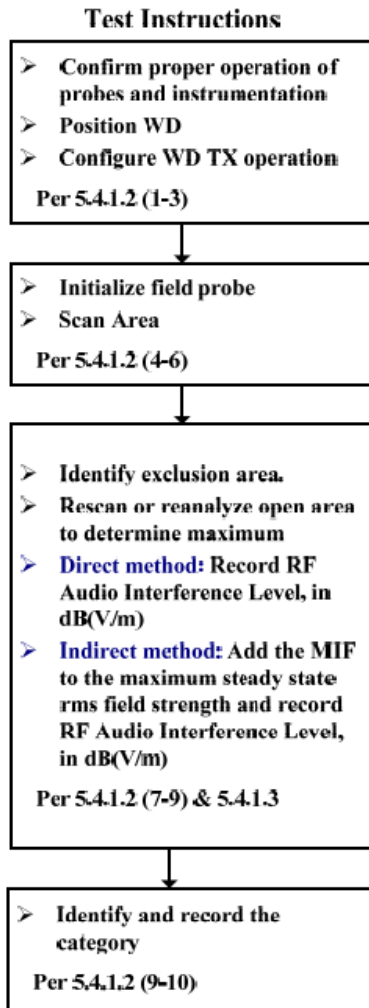 Test Instructions
➢ Confirm proper operation of
probes and instrumentation
➢ Position WD
➢ Configure WD TX operation
Per 5.4.1.2 (1-3)
➢ Initialize field probe
➢ Scan Area
Per 5.4.1.2 (4-6)
➢ Identify exclusion area.
➢ Rescan or reanalyze open area
to determine maximum
➢ Direct method: Record RF
Audio Interference Level, in
dB(V/m)
➢ Indirect method: Add the MIF
to the maximum steady state
rms field strength and record
RF Audio Interference Level,
in dB(V/m)
Per 5.4.1.2 (7-9) & 5.4.1.3
➢ Identify and record the
category
Per 5.4.1.2 (9-10)